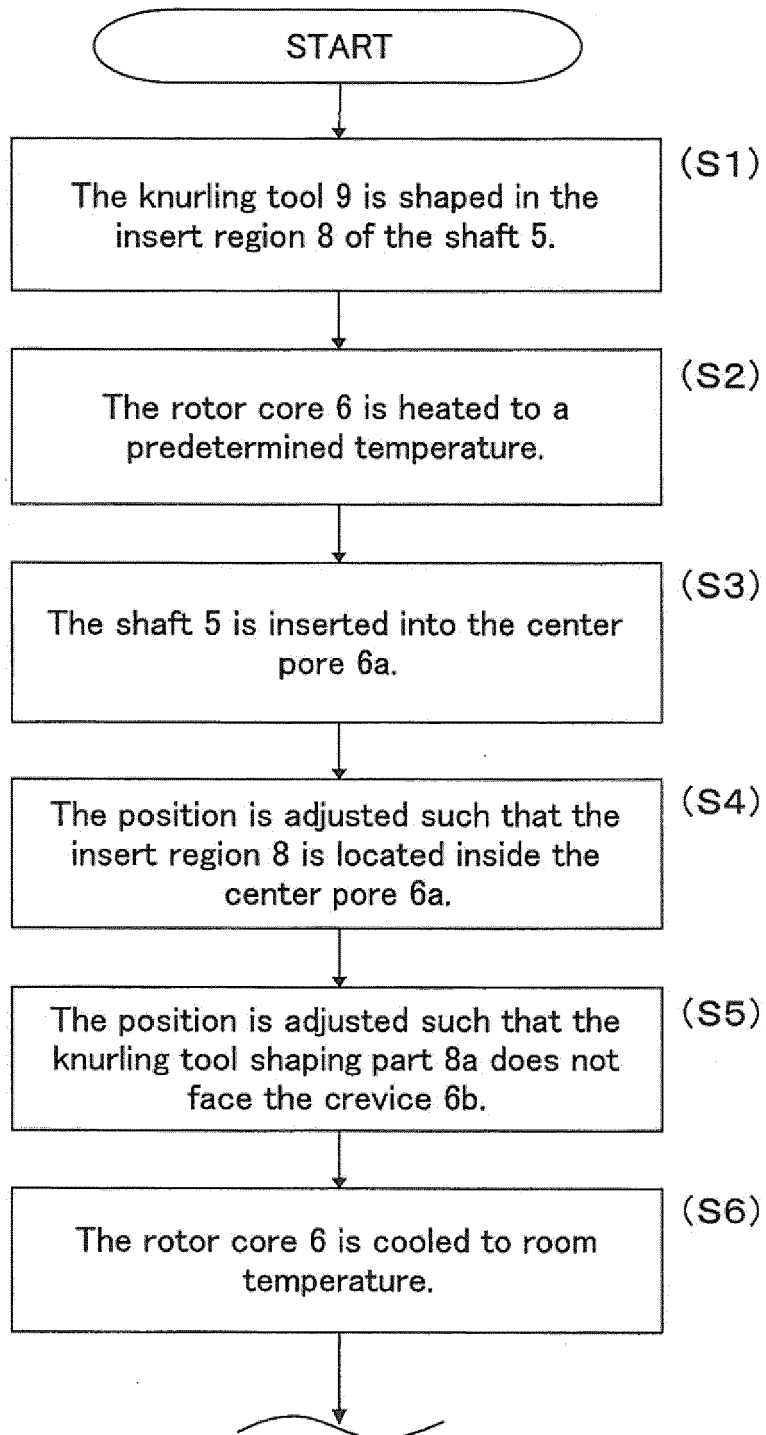 START
(S1)
The knurling tool 9 is shaped in the
insert region 8 of the shaft 5.
(S2)
The rotor core 6 is heated to a
predetermined temperature.
(S3)
The shaft 5 is inserted into the center
pore 6a.
(S4)
The position is adjusted such that the
insert region 8 is located inside the
center pore 6a.
(S5)
The position is adjusted such that the
knurling tool shaping part 8a does not
face the crevice 6b.
(S6)
The rotor core 6 is cooled to room
temperature.